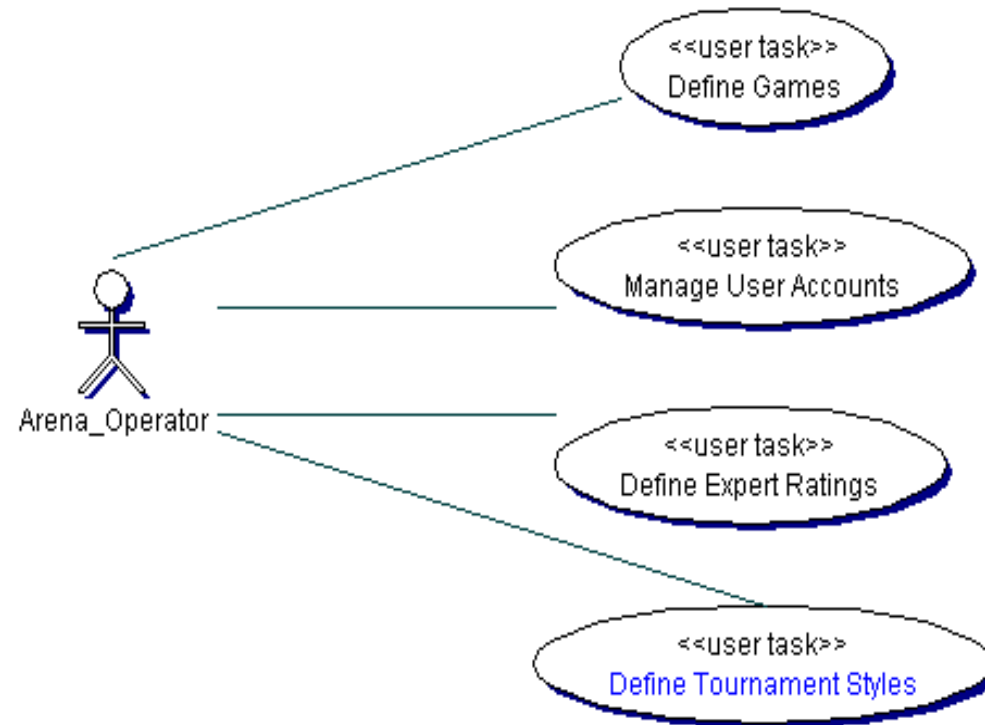 <<user task>>
Define Games
<<user task>>
Manage User Accounts
Arena_Operator
<<user task>>
Define Expert Ratings
<<user task>>
Define Tournament Styles